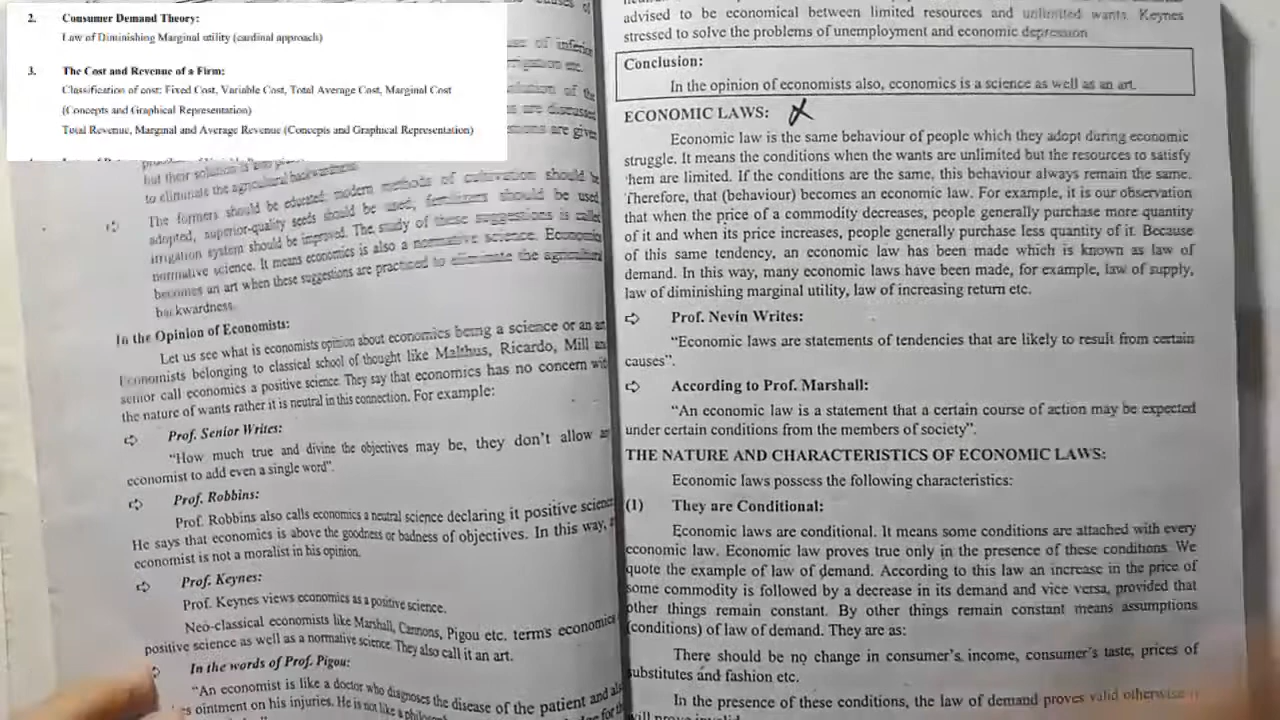 2. Consumer Demand Theory:
Law of Diminishing Marginal utility (cardinal approach)
3. The Cost and Revenue of a Firm:
Classification of cost: Fixed Cost, Variable Cost, Total Average Cost, Marginal Cost
(Concepts and Graphical Representation)
Total Revenue, Marginal and Average Revenue (Concepts and Graphical Representation)
of inferior
of the
are discussed
are given
but their solution is
to eliminate the agricultural backwardness.
The formers should be educated; modern methods of cultivation should be
adopted, superior-quality seeds should be used, fertilizers should be used
irrigation system should be improved. The study of these suggestions is called
normative science. It means economics is also a normative science. Economics
becomes an art when these suggestions are practiced to eliminate the agricultural
backwardness.
In the Opinion of Economists:
Let us see what is economists opinion about economics being a science or an art
Economists belonging to classical school of thought like Malthus, Ricardo, Mill and
senior call economics a positive science. They say that economics has no concern with
the nature of wants rather it is neutral in this connection. For example:
Prof. Senior Writes:
“How much true and divine the objectives may be, they don’t allow an
economist to add even a single word”.
Prof. Robbins:
Prof. Robbins also calls economics a neutral science declaring it positive science
He says that economics is above the goodness or badness of objectives. In this way,
economist is not a moralist in his opinion.
Prof. Keynes:
Prof. Keynes views economics as a positive science.
Neo-classical economists like Marshall, Cannons, Pigou etc. term's economics
positive science as well as a normative science. They also call it an art.
In the words of Prof. Pigou:
“An economist is like a doctor who diagnoses the disease of the patient and also
ointment on his injuries. He is not like a
advised to be economical between limited resources and unlimited wants. Keynes
stressed to solve the problems of unemployment and economic depression
Conclusion:
In the opinion of economists also, economics is a science as well as an art.
ECONOMIC LAWS:
Economic law is the same behaviour of people which they adopt during economic
struggle. It means the conditions when the wants are unlimited but the resources to satisfy
them are limited. If the conditions are the same, this behaviour always remain the same.
Therefore, that (behaviour) becomes an economic law. For example, it is our observation
that when the price of a commodity decreases, people generally purchase more quantity
of it and when its price increases, people generally purchase less quantity of it. Because
of this same tendency, an economic law has been made which is known as law of
demand. In this way, many economic laws have been made, for example, law of supply,
law of diminishing marginal utility, law of increasing return etc.
Prof. Nevin Writes:
“Economic laws are statements of tendencies that are likely to result from certain
causes”.
According to Prof. Marshall:
“An economic law is a statement that a certain course of action may be expected
under certain conditions from the members of society”.
THE NATURE AND CHARACTERISTICS OF ECONOMIC LAWS:
Economic laws possess the following characteristics:
(1) They are Conditional:
Economic laws are conditional. It means some conditions are attached with every
economic law. Economic law proves true only in the presence of these conditions. We
quote the example of law of demand. According to this law an increase in the price of
some commodity is followed by a decrease in its demand and vice versa, provided that
other things remain constant. By other things remain constant means assumptions
(conditions) of law of demand. They are as:
There should be no change in consumer’s income, consumer’s taste, prices of
substitutes and fashion etc.
In the presence of these conditions, the law of demand proves valid otherwise it
will prove invalid